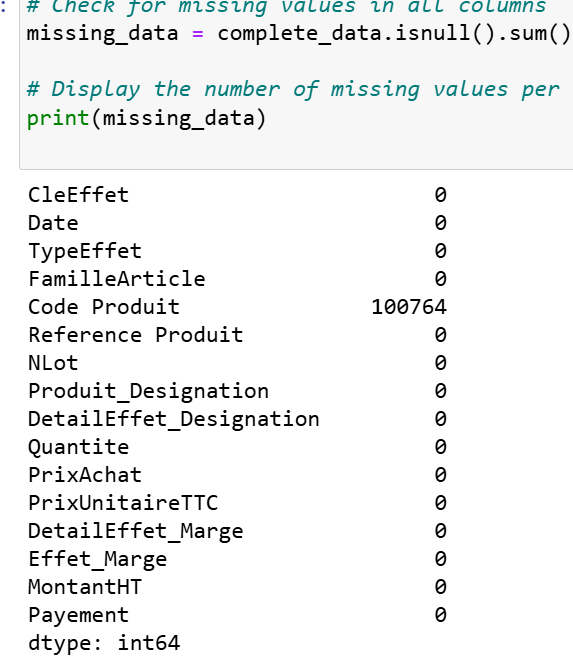 : # Check for missing values in all columns
missing_data = complete_data.isnull().sum()
# Display the number of missing values per
print(missing_data)
CleEffet 0
Date 0
TypeEffet 0
FamilleArticle 0
Code Produit 100764
Reference Produit 0
NLot 0
Produit_Designation 0
DetailEffet_Designation 0
Quantite 0
PrixAchat 0
PrixUnitaireTTC 0
DetailEffet_Marge 0
Effet_Marge 0
MontantHT 0
Payement 0
dtype: int64